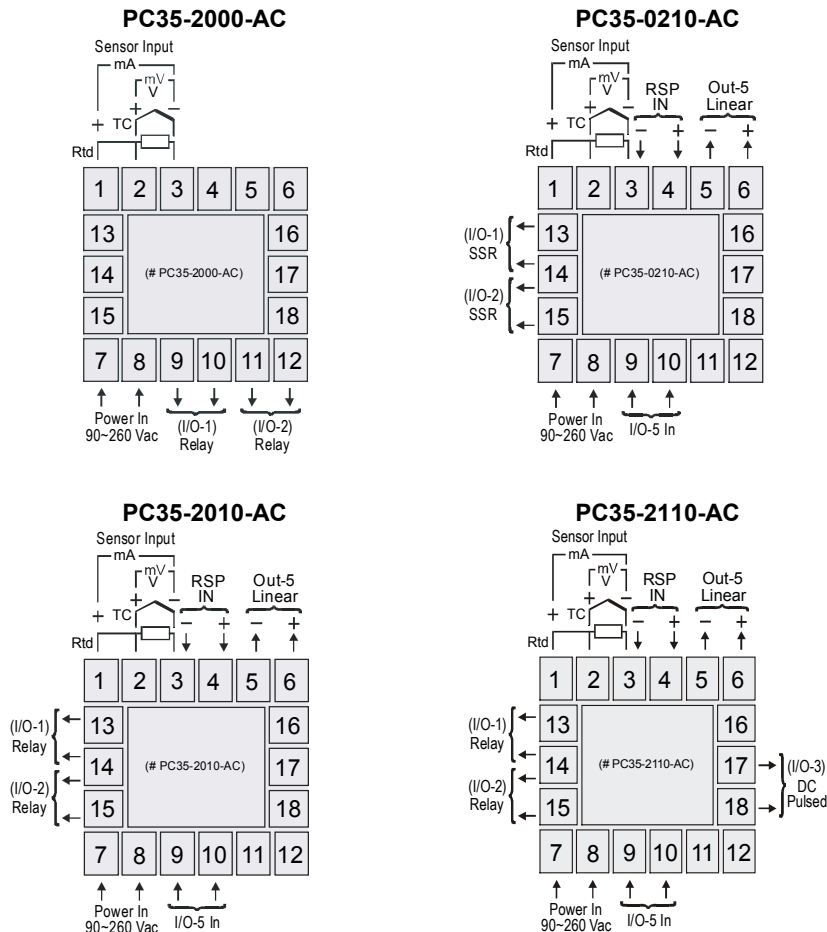 PC35-2000-AC
Sensor Input
mA
mV
V
+ −
+ TC
Rtd
1 2 3 4 5 6
13 16
14 (# PC35-2000-AC) 17
15 18
7 8 9 10 11 12
Power In
90~260 Vac
(I/O-1)
Relay
(I/O-2)
Relay
PC35-0210-AC
Sensor Input
mA
mV
V
RSP
IN
Out-5
Linear
+ −
+ TC − + − +
Rtd
1 2 3 4 5 6
(I/O-1)
SSR
(I/O-2)
SSR
13 16
14 (# PC35-0210-AC) 17
15 18
7 8 9 10 11 12
Power In
90~260 Vac
I/O-5 In
PC35-2010-AC
Sensor Input
mA
mV
V
RSP
IN
Out-5
Linear
+ −
+ TC − + − +
Rtd
1 2 3 4 5 6
(I/O-1)
Relay
(I/O-2)
Relay
13 16
14 (# PC35-2010-AC) 17
15 18
7 8 9 10 11 12
Power In
90~260 Vac
I/O-5 In
PC35-2110-AC
Sensor Input
mA
mV
V
RSP
IN
Out-5
Linear
+ −
+ TC − + − +
Rtd
1 2 3 4 5 6
(I/O-1)
Relay
(I/O-2)
Relay
13 16
14 (# PC35-2110-AC) 17
15 18
(I/O-3)
DC
Pulsed
7 8 9 10 11 12
Power In
90~260 Vac
I/O-5 In